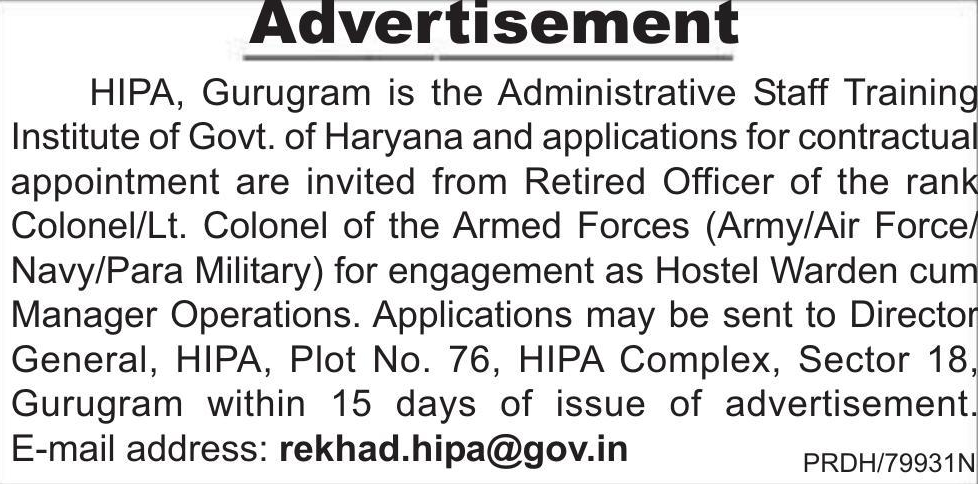 Advertisement
HIPA, Gurugram is the Administrative Staff Training
Institute of Govt. of Haryana and applications for contractual
appointment are invited from Retired Officer of the rank
Colonel/Lt. Colonel of the Armed Forces (Army/Air Force/
Navy/Para Military) for engagement as Hostel Warden cum
Manager Operations. Applications may be sent to Director
General, HIPA, Plot No. 76, HIPA Complex, Sector 18,
Gurugram within 15 days of issue of advertisement.
E-mail address: rekhad.hipa@gov.in
PRDH/79931N